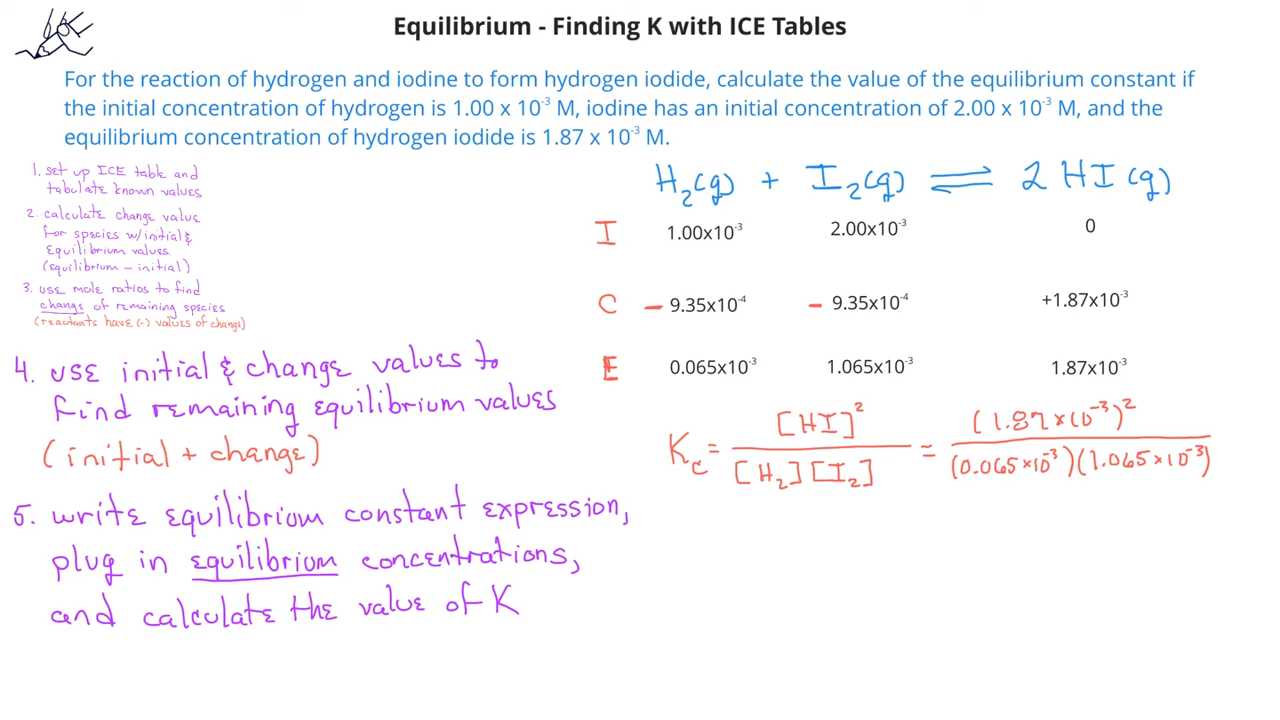 Equilibrium - Finding K with ICE Tables
For the reaction of hydrogen and iodine to form hydrogen iodide, calculate the value of the equilibrium constant if
the initial concentration of hydrogen is 1.00 x 10⁻³ M, iodine has an initial concentration of 2.00 x 10⁻³ M, and the
equilibrium concentration of hydrogen iodide is 1.87 x 10⁻³ M.
1. set up ICE table and
tabulate known values
2. calculate change value
for species w/initial &
equilibrium values
(equilibrium - initial)
3. use mole ratios to find
change of remaining species
(reactants have (-) values of change)
4. use initial & change values to
find remaining equilibrium values
(initial + change)
5. write equilibrium constant expression,
plug in equilibrium concentrations,
and calculate the value of K
H₂(g) + I₂(g) ⇌ 2 HI(g)
I 1.00x10⁻³ 2.00x10⁻³ 0
C - 9.35x10⁻⁴ - 9.35x10⁻⁴ +1.87x10⁻³
E 0.065x10⁻³ 1.065x10⁻³ 1.87x10⁻³
Kc = [HI]² / [H₂][I₂] = (1.87x10⁻³)² / (0.065x10⁻³)(1.065x10⁻³)